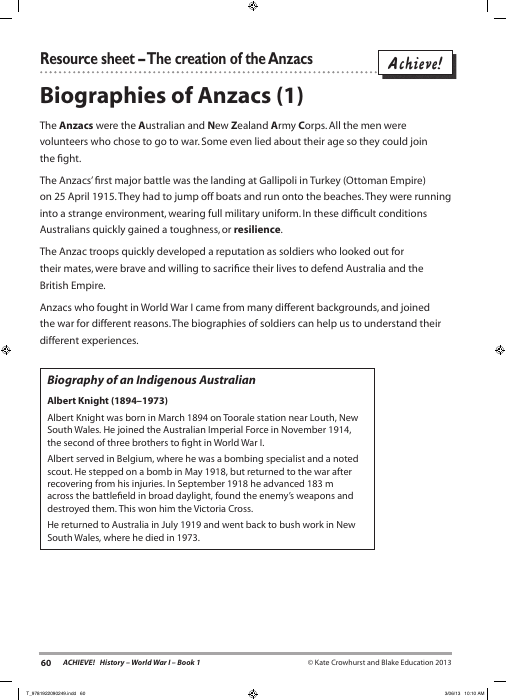 Resource sheet – The creation of the Anzacs
Achieve!
Biographies of Anzacs (1)
The Anzacs were the Australian and New Zealand Army Corps. All the men were
volunteers who chose to go to war. Some even lied about their age so they could join
the fight.
The Anzacs' first major battle was the landing at Gallipoli in Turkey (Ottoman Empire)
on 25 April 1915. They had to jump off boats and run onto the beaches. They were running
into a strange environment, wearing full military uniform. In these difficult conditions
Australians quickly gained a toughness, or resilience.
The Anzac troops quickly developed a reputation as soldiers who looked out for
their mates, were brave and willing to sacrifice their lives to defend Australia and the
British Empire.
Anzacs who fought in World War I came from many different backgrounds, and joined
the war for different reasons. The biographies of soldiers can help us to understand their
different experiences.
Biography of an Indigenous Australian
Albert Knight (1894–1973)
Albert Knight was born in March 1894 on Toorale station near Louth, New
South Wales. He joined the Australian Imperial Force in November 1914,
the second of three brothers to fight in World War I.
Albert served in Belgium, where he was a bombing specialist and a noted
scout. He stepped on a bomb in May 1918, but returned to the war after
recovering from his injuries. In September 1918 he advanced 183 m
across the battlefield in broad daylight, found the enemy's weapons and
destroyed them. This won him the Victoria Cross.
He returned to Australia in July 1919 and went back to bush work in New
South Wales, where he died in 1973.
60 ACHIEVE! History – World War I – Book 1
© Kate Crowhurst and Blake Education 2013
T_9781922090249.indd 60
3/06/13 10:10 AM